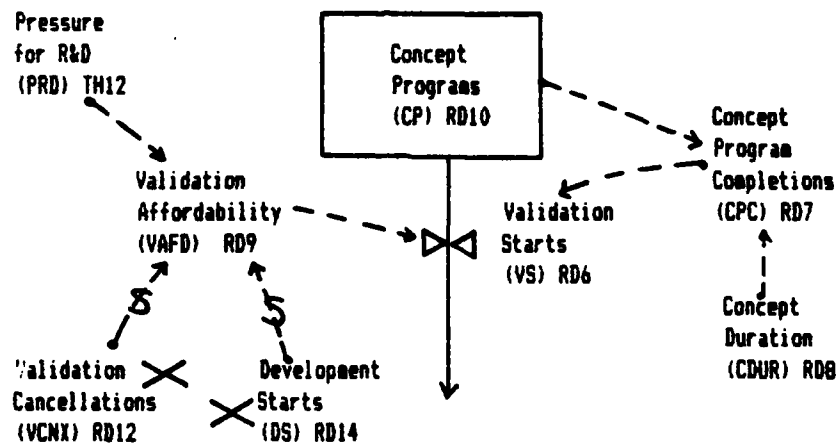 Pressure
for R&D
(PRD) TH12
Concept
Programs
(CP) RD10
Concept
Program
Completions
(CPC) RD7
Validation
Affordability
(VAFD) RD9
Validation
Starts
(VS) RD6
Concept
Duration
(CDUR) RD8
Validation
Cancellations
(VCNX) RD12
Development
Starts
(DS) RD14